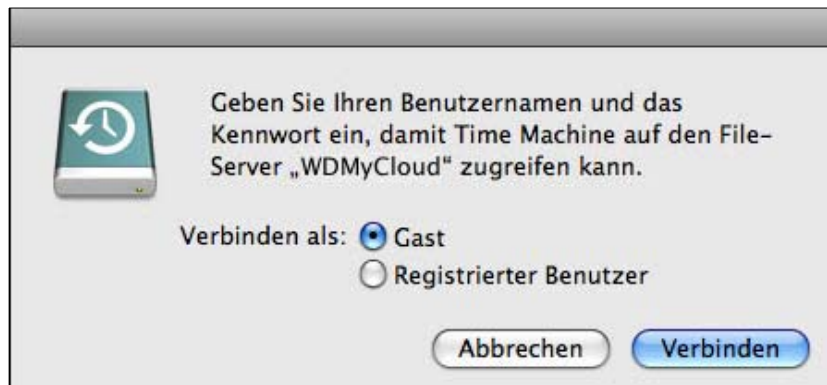 Geben Sie Ihren Benutzernamen und das
Kennwort ein, damit Time Machine auf den File-
Server „WDMyCloud“ zugreifen kann.
Verbinden als: Gast
Registrierter Benutzer
Abbrechen Verbinden